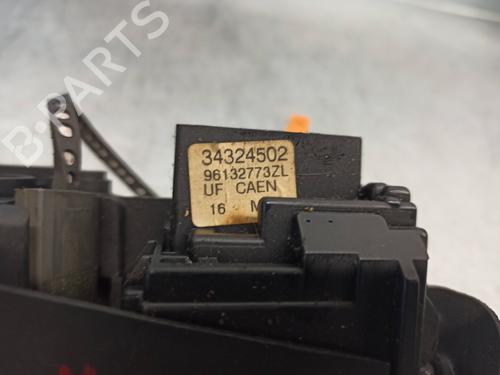 B-PARTS
34324502
96132773ZL
UF CAEN
16